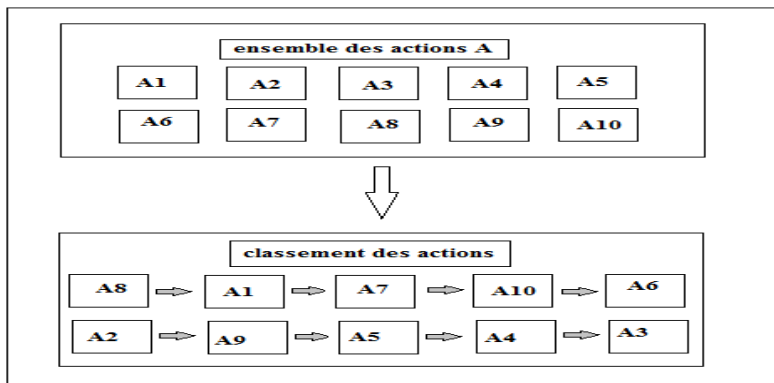 ensemble des actions A
A1 A2 A3 A4 A5
A6 A7 A8 A9 A10
classement des actions
A8 A1 A7 A10 A6
A2 A9 A5 A4 A3